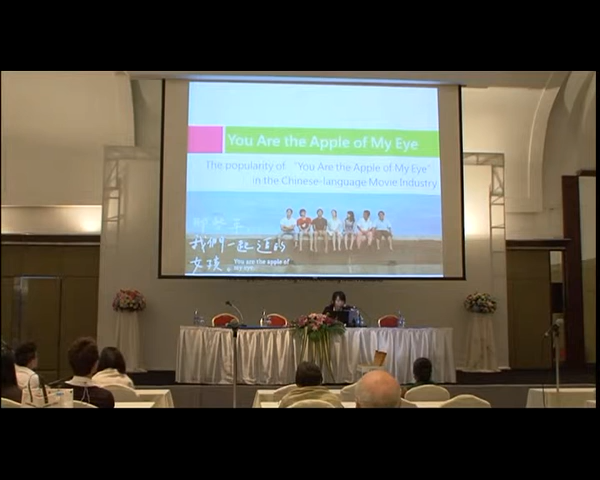 You Are the Apple of My Eye
The popularity of "You Are the Apple of My Eye"
in the Chinese-language Movie Industry
那些年,
我們一起追的
女孩。
You are the apple of
my eye